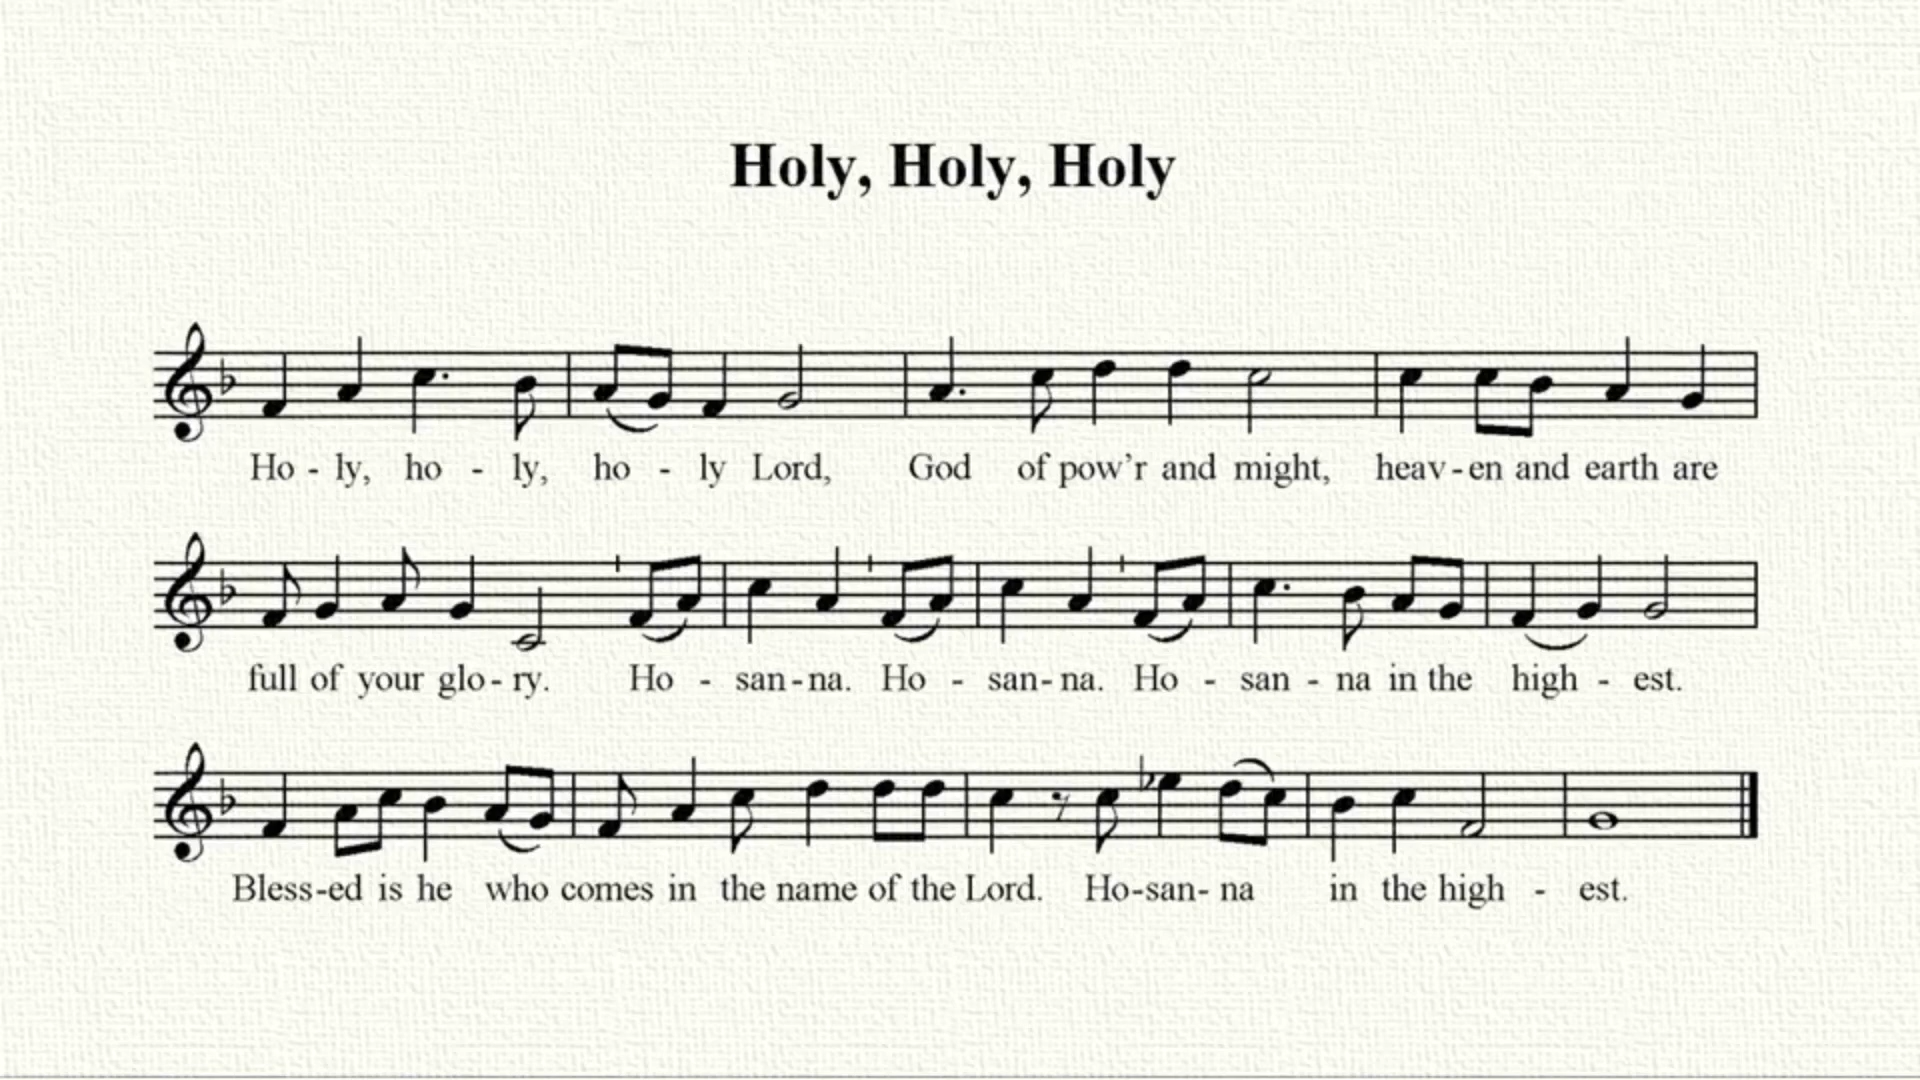 Holy, Holy, Holy
Ho - ly, ho - ly, ho - ly Lord, God of pow’r and might, heav - en and earth are
full of your glo - ry. Ho - san - na. Ho - san - na. Ho - san - na in the high - est.
Bless - ed is he who comes in the name of the Lord. Ho - san - na in the high - est.